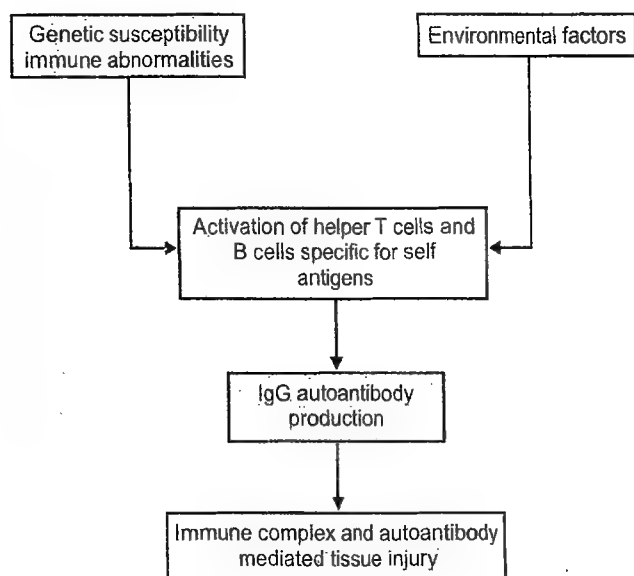 Genetic susceptibility
immune abnormalities
Environmental factors
Activation of helper T cells and
B cells specific for self
antigens
IgG autoantibody
production
Immune complex and autoantibody
mediated tissue injury